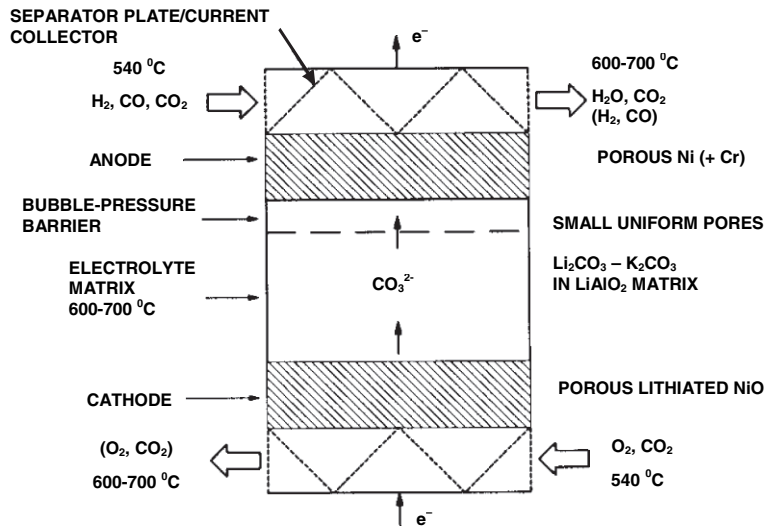 SEPARATOR PLATE/CURRENT
COLLECTOR
e⁻
540 ⁰C
600-700 ⁰C
H₂, CO, CO₂
H₂O, CO₂
(H₂, CO)
ANODE
POROUS Ni (+ Cr)
BUBBLE-PRESSURE
BARRIER
SMALL UNIFORM PORES
ELECTROLYTE
MATRIX
600-700 ⁰C
CO₃²⁻
Li₂CO₃ – K₂CO₃
IN LiAlO₂ MATRIX
CATHODE
POROUS LITHIATED NiO
(O₂, CO₂)
600-700 ⁰C
O₂, CO₂
540 ⁰C
e⁻